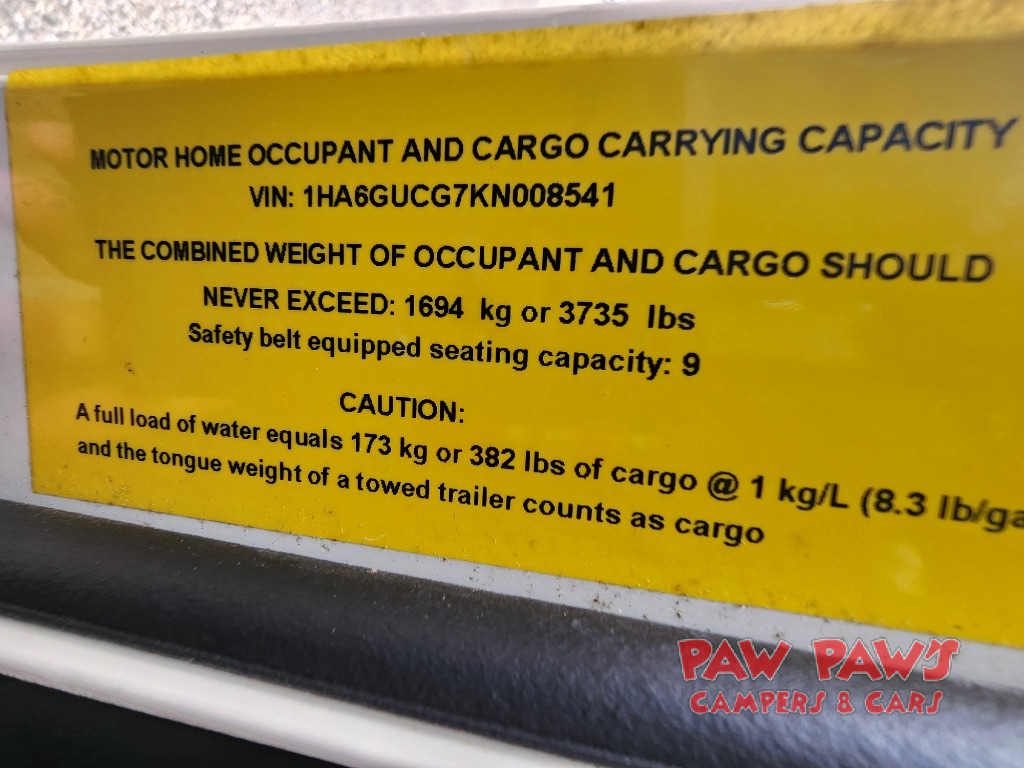 MOTOR HOME OCCUPANT AND CARGO CARRYING CAPACITY
VIN: 1HA6GUCG7KN008541
THE COMBINED WEIGHT OF OCCUPANT AND CARGO SHOULD
NEVER EXCEED: 1694 kg or 3735 lbs
Safety belt equipped seating capacity: 9
CAUTION:
A full load of water equals 173 kg or 382 lbs of cargo @ 1 kg/L (8.3 lb/ga
and the tongue weight of a towed trailer counts as cargo
PAW PAW'S
CAMPERS & CARS